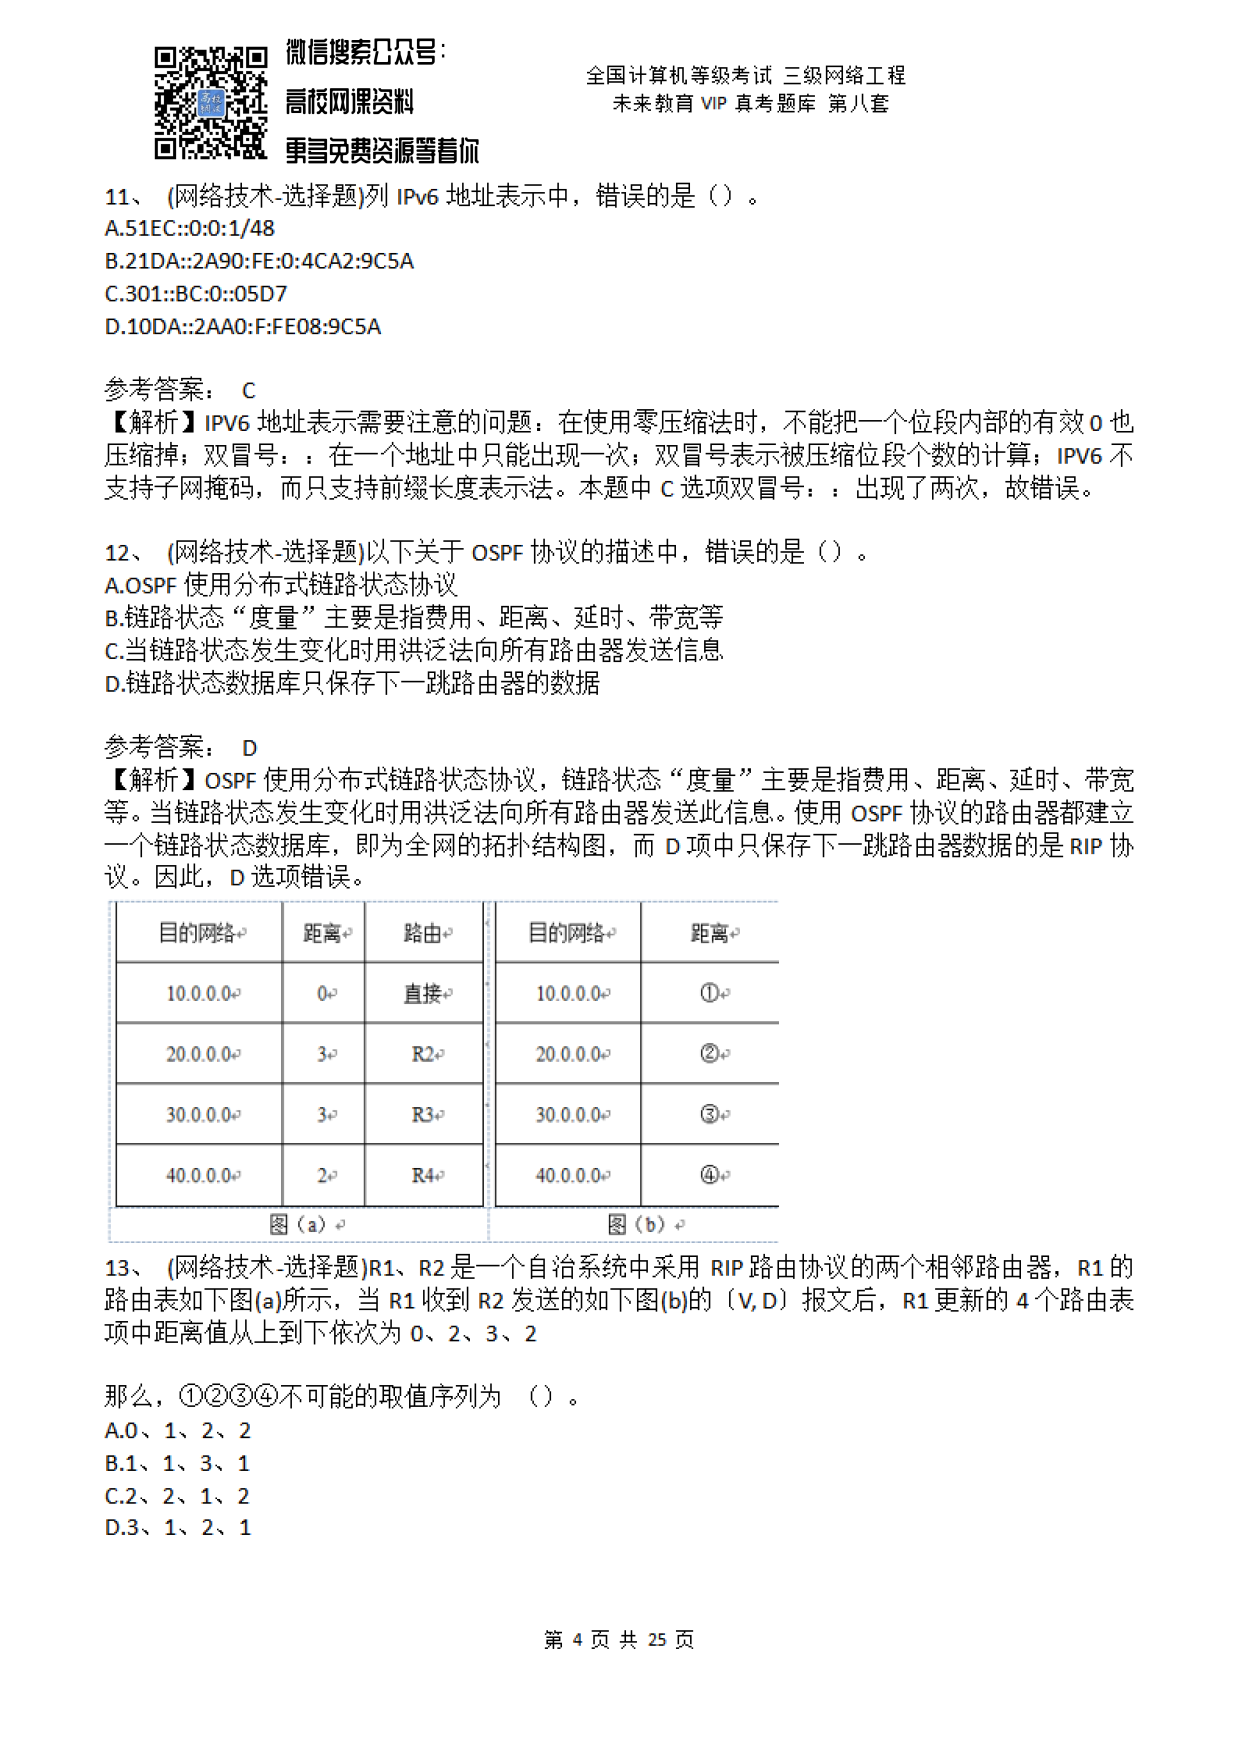 微信搜索公众号：
高校网课资料
更多免费资源等着你
全国计算机等级考试 三级网络工程
未来教育 VIP 真考题库 第八套
高校
网课
11、 (网络技术-选择题)列 IPv6 地址表示中，错误的是（）。
A.51EC::0:0:1/48
B.21DA::2A90:FE:0:4CA2:9C5A
C.301::BC:0::05D7
D.10DA::2AA0:F:FE08:9C5A
参考答案： C
【解析】IPV6 地址表示需要注意的问题：在使用零压缩法时，不能把一个位段内部的有效 0 也
压缩掉；双冒号：：在一个地址中只能出现一次；双冒号表示被压缩位段个数的计算；IPV6 不
支持子网掩码，而只支持前缀长度表示法。本题中 C 选项双冒号：：出现了两次，故错误。
12、 (网络技术-选择题)以下关于 OSPF 协议的描述中，错误的是（）。
A.OSPF 使用分布式链路状态协议
B.链路状态“度量”主要是指费用、距离、延时、带宽等
C.当链路状态发生变化时用洪泛法向所有路由器发送信息
D.链路状态数据库只保存下一跳路由器的数据
参考答案： D
【解析】OSPF 使用分布式链路状态协议，链路状态“度量”主要是指费用、距离、延时、带宽
等。当链路状态发生变化时用洪泛法向所有路由器发送此信息。使用 OSPF 协议的路由器都建立
一个链路状态数据库，即为全网的拓扑结构图，而 D 项中只保存下一跳路由器数据的是 RIP 协
议。因此，D 选项错误。
目的网络 距离 路由 目的网络 距离
10.0.0.0 0 直接 10.0.0.0 ①
20.0.0.0 3 R2 20.0.0.0 ②
30.0.0.0 3 R3 30.0.0.0 ③
40.0.0.0 2 R4 40.0.0.0 ④
图（a） 图（b）
13、 (网络技术-选择题)R1、R2 是一个自治系统中采用 RIP 路由协议的两个相邻路由器，R1 的
路由表如下图(a)所示，当 R1 收到 R2 发送的如下图(b)的〔V, D〕报文后，R1 更新的 4 个路由表
项中距离值从上到下依次为 0、2、3、2
那么，①②③④不可能的取值序列为 （）。
A.0、1、2、2
B.1、1、3、1
C.2、2、1、2
D.3、1、2、1
第 4 页 共 25 页